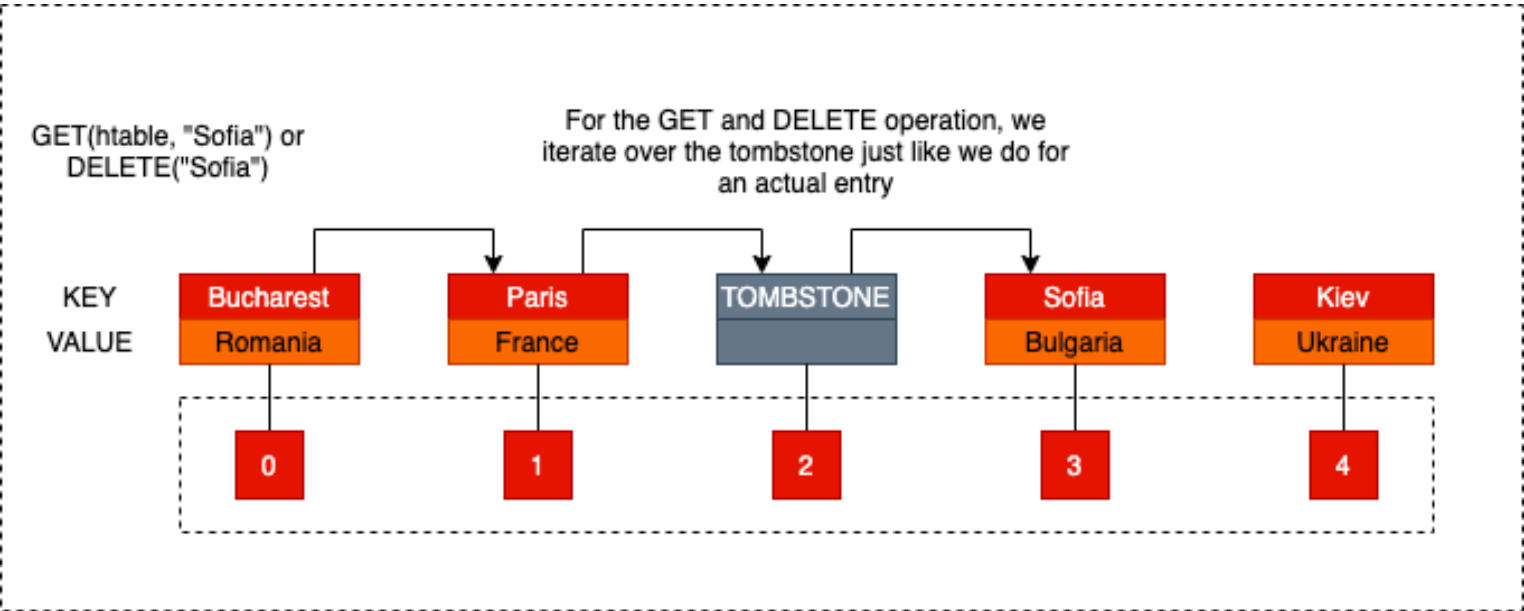 GET(htable, "Sofia") or
DELETE("Sofia")
For the GET and DELETE operation, we
iterate over the tombstone just like we do for
an actual entry
KEY Bucharest Paris TOMBSTONE Sofia Kiev
VALUE Romania France Bulgaria Ukraine
0 1 2 3 4